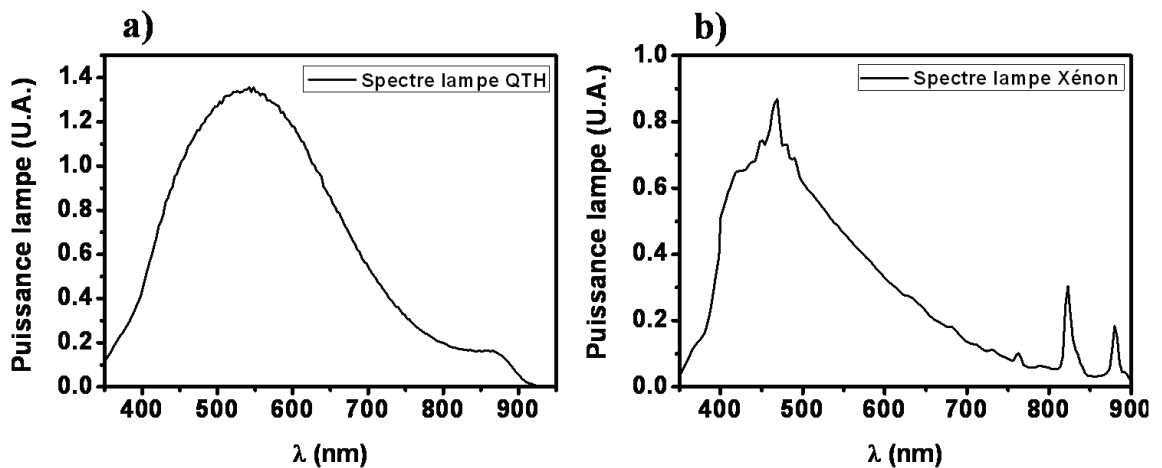 a)
Spectre lampe QTH
Puissance lampe (U.A.)
1.4
1.2
1.0
0.8
0.6
0.4
0.2
0.0
400 500 600 700 800 900
λ (nm)
b)
Spectre lampe Xénon
Puissance lampe (U.A.)
1.0
0.8
0.6
0.4
0.2
0.0
400 500 600 700 800 900
λ (nm)